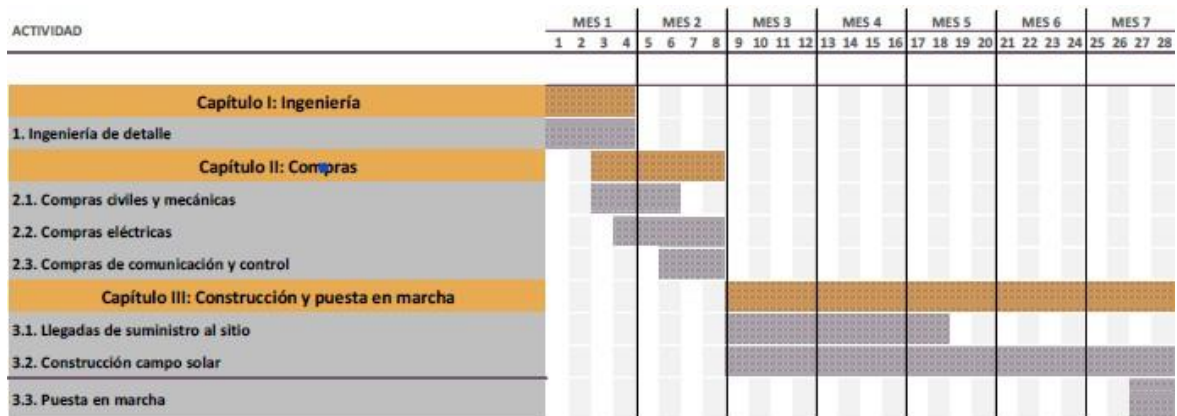 ACTIVIDAD
MES 1 MES 2 MES 3 MES 4 MES 5 MES 6 MES 7
1 2 3 4 5 6 7 8 9 10 11 12 13 14 15 16 17 18 19 20 21 22 23 24 25 26 27 28
Capítulo I: Ingeniería
1. Ingeniería de detalle
Capítulo II: Compras
2.1. Compras civiles y mecánicas
2.2. Compras eléctricas
2.3. Compras de comunicación y control
Capítulo III: Construcción y puesta en marcha
3.1. Llegadas de suministro al sitio
3.2. Construcción campo solar
3.3. Puesta en marcha